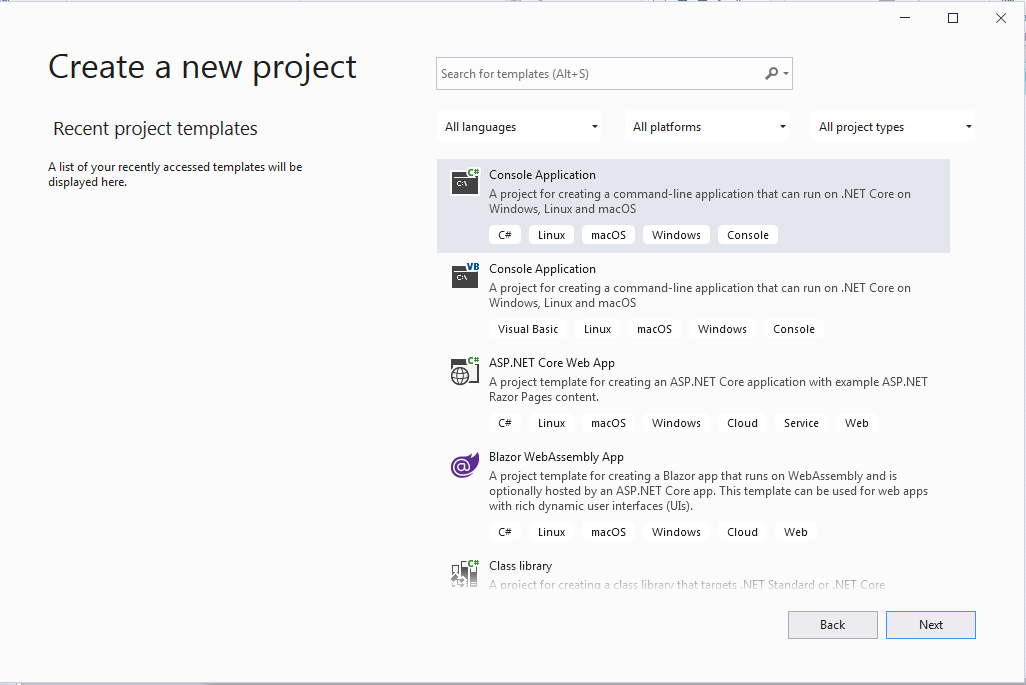 Create a new project
Recent project templates
A list of your recently accessed templates will be
displayed here.
Search for templates (Alt+S)
All languages
All platforms
All project types
C#
C:\
Console Application
A project for creating a command-line application that can run on .NET Core on
Windows, Linux and macOS
C# Linux macOS Windows Console
VB
C:\
Console Application
A project for creating a command-line application that can run on .NET Core on
Windows, Linux and macOS
Visual Basic Linux macOS Windows Console
C#
ASP.NET Core Web App
A project template for creating an ASP.NET Core application with example ASP.NET
Razor Pages content.
C# Linux macOS Windows Cloud Service Web
@
Blazor WebAssembly App
A project template for creating a Blazor app that runs on WebAssembly and is
optionally hosted by an ASP.NET Core app. This template can be used for web apps
with rich dynamic user interfaces (UIs).
C# Linux macOS Windows Cloud Web
C#
Class library
A project for creating a class library that targets .NET Standard or .NET Core
Back
Next